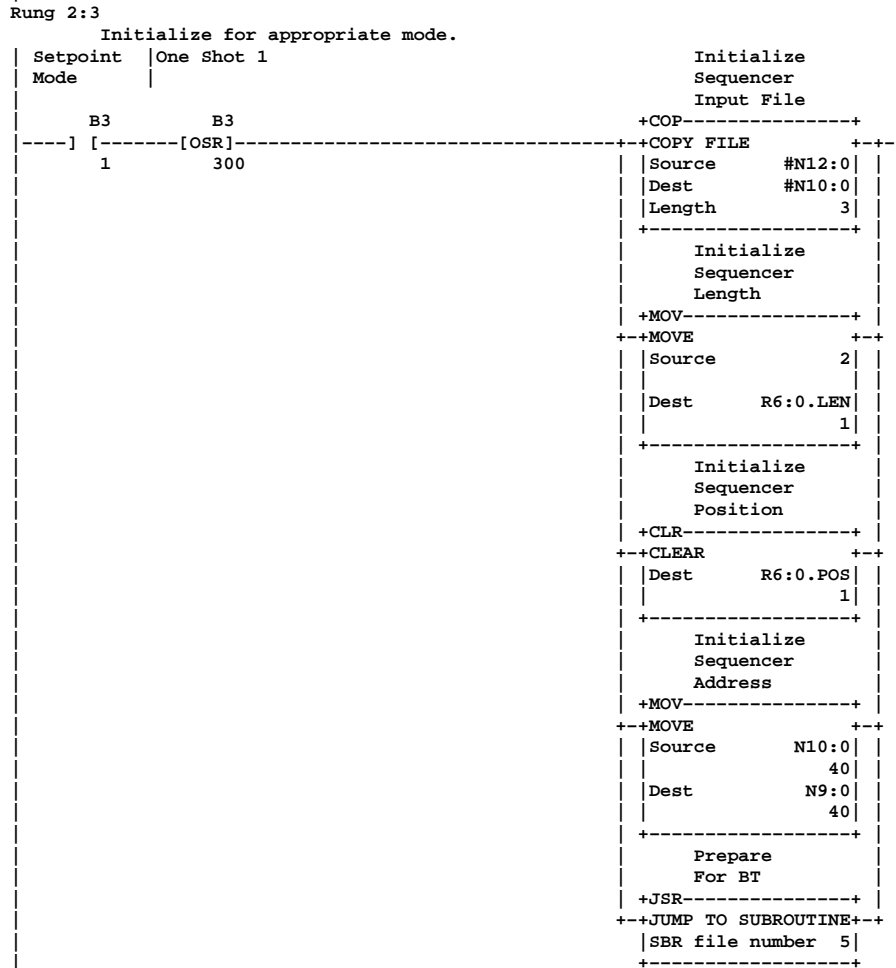 Rung 2:3
Initialize for appropriate mode.
| Setpoint |One Shot 1 Initialize
| Mode | Sequencer
| Input File
| B3 B3 +COP----------------+
|----] [-------[OSR]----------------------------------+-+COPY FILE +-+-
| 1 300 | |Source #N12:0| |
| | |Dest #N10:0| |
| | |Length 3| |
| | +-------------------+ |
| | Initialize |
| | Sequencer |
| | Length |
| | +MOV----------------+ |
| +-+MOVE +-+
| | |Source 2| |
| | | | |
| | |Dest R6:0.LEN| |
| | | 1| |
| | +-------------------+ |
| | Initialize |
| | Sequencer |
| | Position |
| | +CLR----------------+ |
| +-+CLEAR +-+
| | |Dest R6:0.POS| |
| | | 1| |
| | +-------------------+ |
| | Initialize |
| | Sequencer |
| | Address |
| | +MOV----------------+ |
| +-+MOVE +-+
| | |Source N10:0| |
| | | 40| |
| | |Dest N9:0| |
| | | 40| |
| | +-------------------+ |
| | Prepare |
| | For BT |
| | +JSR----------------+ |
| +-+JUMP TO SUBROUTINE+-+
| |SBR file number 5|
| +-------------------+